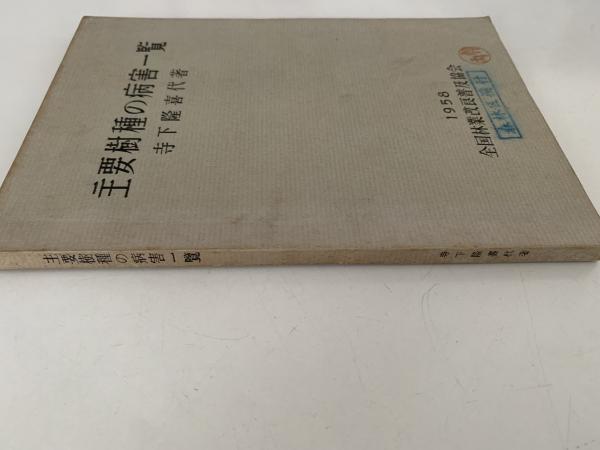 主要樹種の病害一覧
寺下隆喜代著
1958
全国林業改良普及協会
主要樹種の病害一覧
寺下隆喜代著